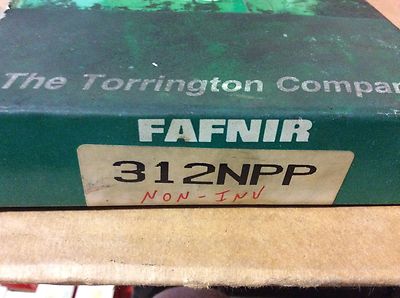 The Torrington Compa
FAFNIR
312NPP
NON-INV